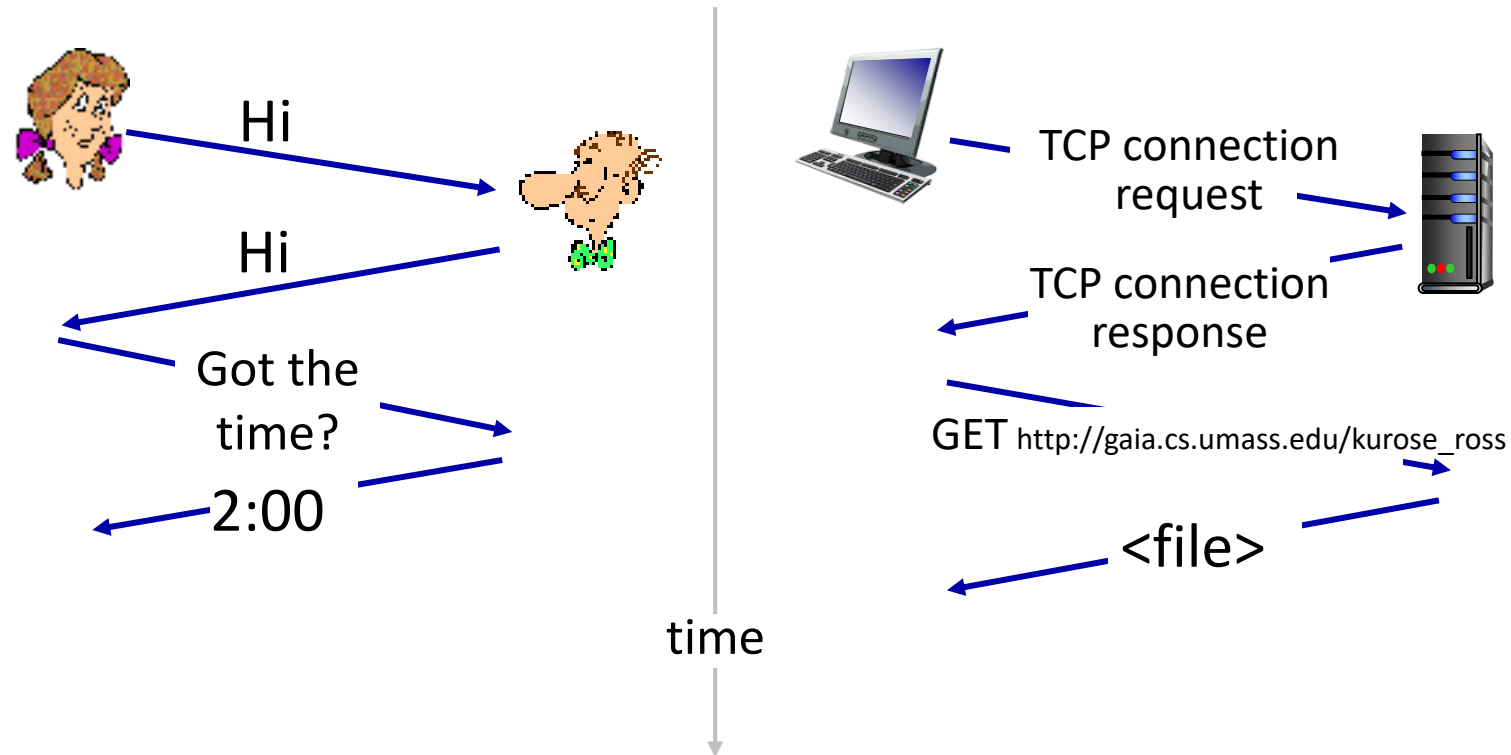 Hi
Hi
Got the
time?
2:00
TCP connection
request
TCP connection
response
GET http://gaia.cs.umass.edu/kurose_ross
<file>
time